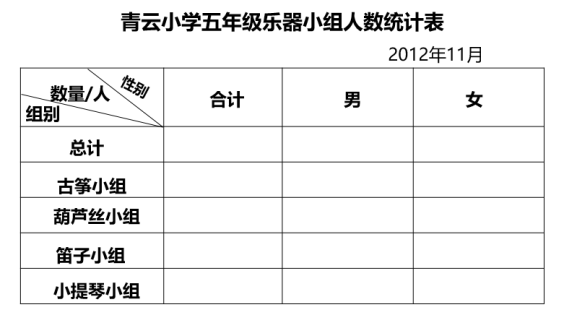 青云小学五年级乐器小组人数统计表
2012年11月
性别
数量/人 合计 男 女
组别
总计
古筝小组
葫芦丝小组
笛子小组
小提琴小组